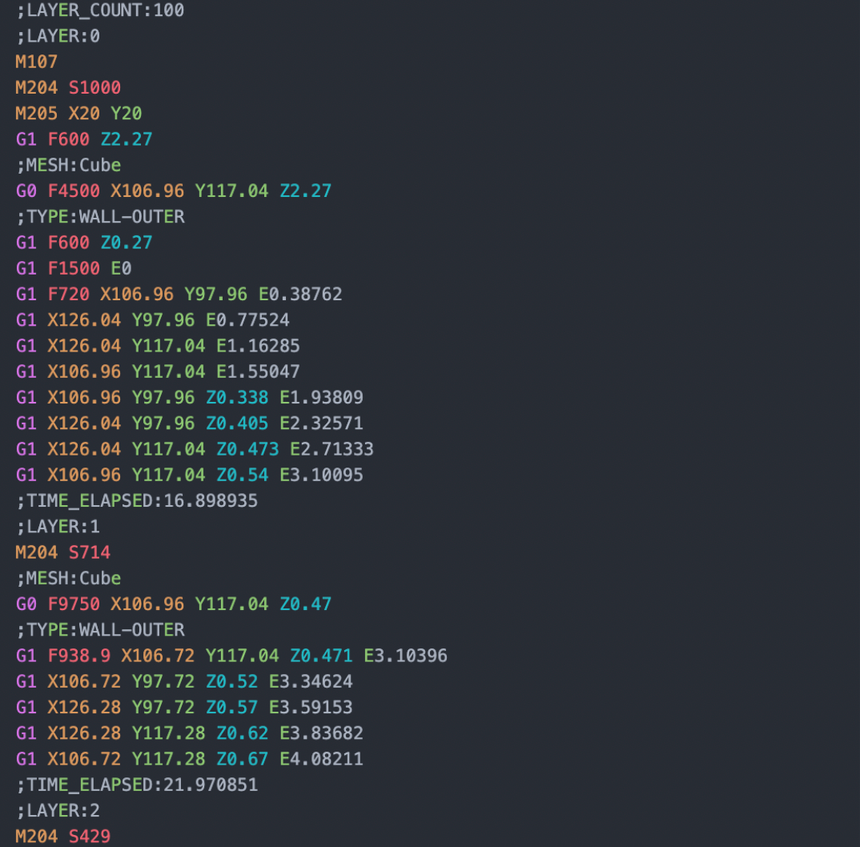 ;LAYER_COUNT:100
;LAYER:0
M107
M204 S1000
M205 X20 Y20
G1 F600 Z2.27
;MESH:Cube
G0 F4500 X106.96 Y117.04 Z2.27
;TYPE:WALL-OUTER
G1 F600 Z0.27
G1 F1500 E0
G1 F720 X106.96 Y97.96 E0.38762
G1 X126.04 Y97.96 E0.77524
G1 X126.04 Y117.04 E1.16285
G1 X106.96 Y117.04 E1.55047
G1 X106.96 Y97.96 Z0.338 E1.93809
G1 X126.04 Y97.96 Z0.405 E2.32571
G1 X126.04 Y117.04 Z0.473 E2.71333
G1 X106.96 Y117.04 Z0.54 E3.10095
;TIME_ELAPSED:16.898935
;LAYER:1
M204 S714
;MESH:Cube
G0 F9750 X106.96 Y117.04 Z0.47
;TYPE:WALL-OUTER
G1 F938.9 X106.72 Y117.04 Z0.471 E3.10396
G1 X106.72 Y97.72 Z0.52 E3.34624
G1 X126.28 Y97.72 Z0.57 E3.59153
G1 X126.28 Y117.28 Z0.62 E3.83682
G1 X106.72 Y117.28 Z0.67 E4.08211
;TIME_ELAPSED:21.970851
;LAYER:2
M204 S429